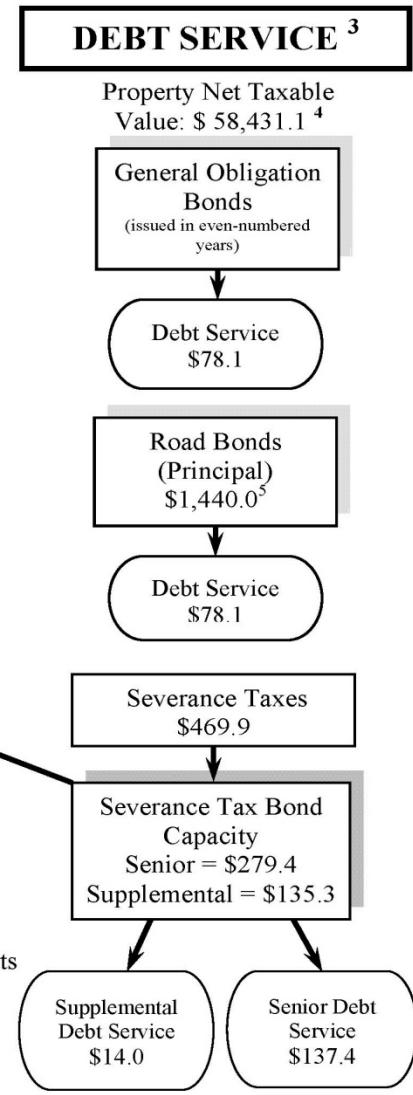 DEBT SERVICE ³
Property Net Taxable
Value: $ 58,431.1 ⁴
General Obligation
Bonds
(issued in even-numbered
years)
Debt Service
$78.1
Road Bonds
(Principal)
$1,440.0⁵
Debt Service
$78.1
Severance Taxes
$469.9
Severance Tax Bond
Capacity
Senior = $279.4
Supplemental = $135.3
ts
Supplemental
Debt Service
$14.0
Senior Debt
Service
$137.4